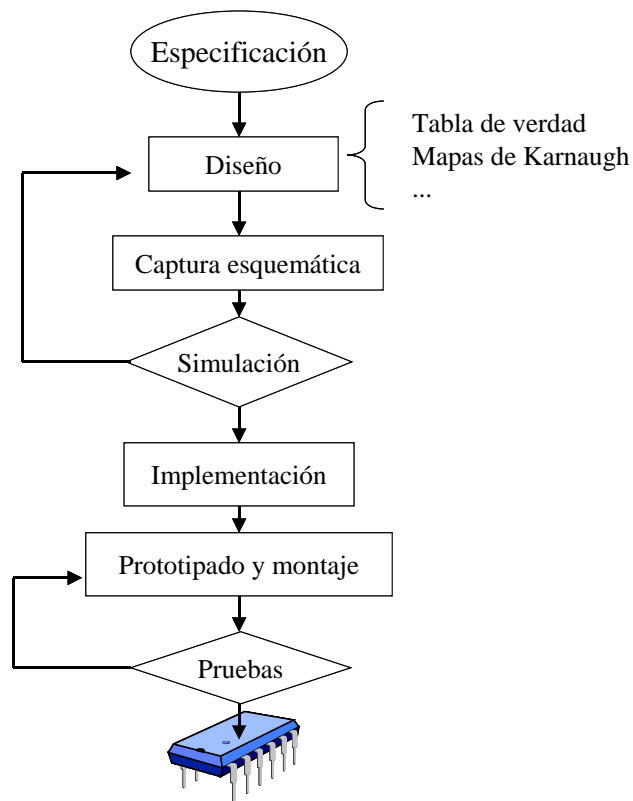 Especificación
Tabla de verdad
Diseño
Mapas de Karnaugh
...
Captura esquemática
Simulación
Implementación
Prototipado y montaje
Pruebas